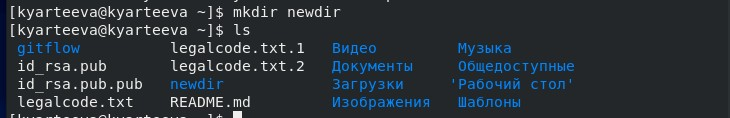 [kyarteeva@kyarteeva ~]$ mkdir newdir
[kyarteeva@kyarteeva ~]$ ls
gitflow legalcode.txt.1 Видео Музыка
id_rsa.pub legalcode.txt.2 Документы Общедоступные
id_rsa.pub.pub newdir Загрузки 'Рабочий стол'
legalcode.txt README.md Изображения Шаблоны
[kyarteeva@kyarteeva ~]$